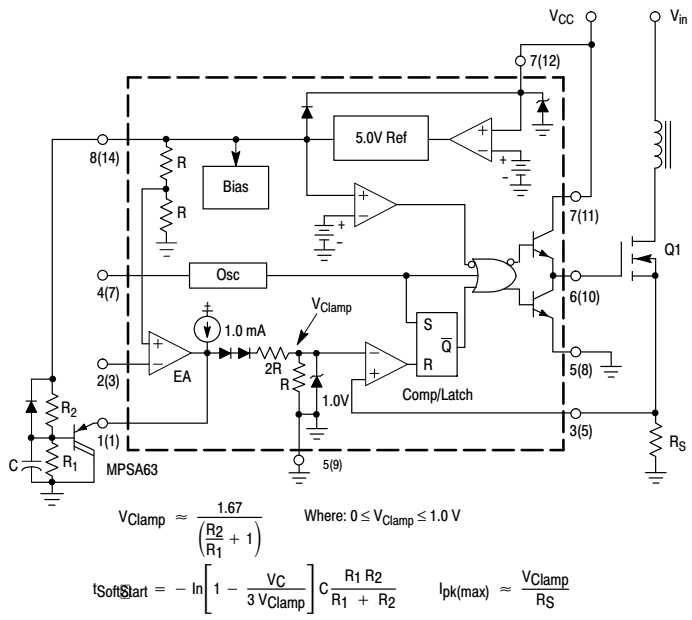 VCC
Vin
7(12)
5.0V Ref
+
-
+
-
8(14)
R
Bias
R
+
-
+
-
7(11)
Q1
4(7)
Osc
6(10)
VClamp
+
1.0 mA
S
Q
R
5(8)
2(3)
+
-
EA
2R
R
1.0V
-
+
Comp/Latch
3(5)
RS
R2
1(1)
C
R1
MPSA63
5(9)
VClamp ≈ 1.67 / (R2/R1 + 1) Where: 0 ≤ VClamp ≤ 1.0 V
tSoftStart = - ln[1 - VC / 3 VClamp] C R1 R2 / R1 + R2 Ipk(max) ≈ VClamp / RS